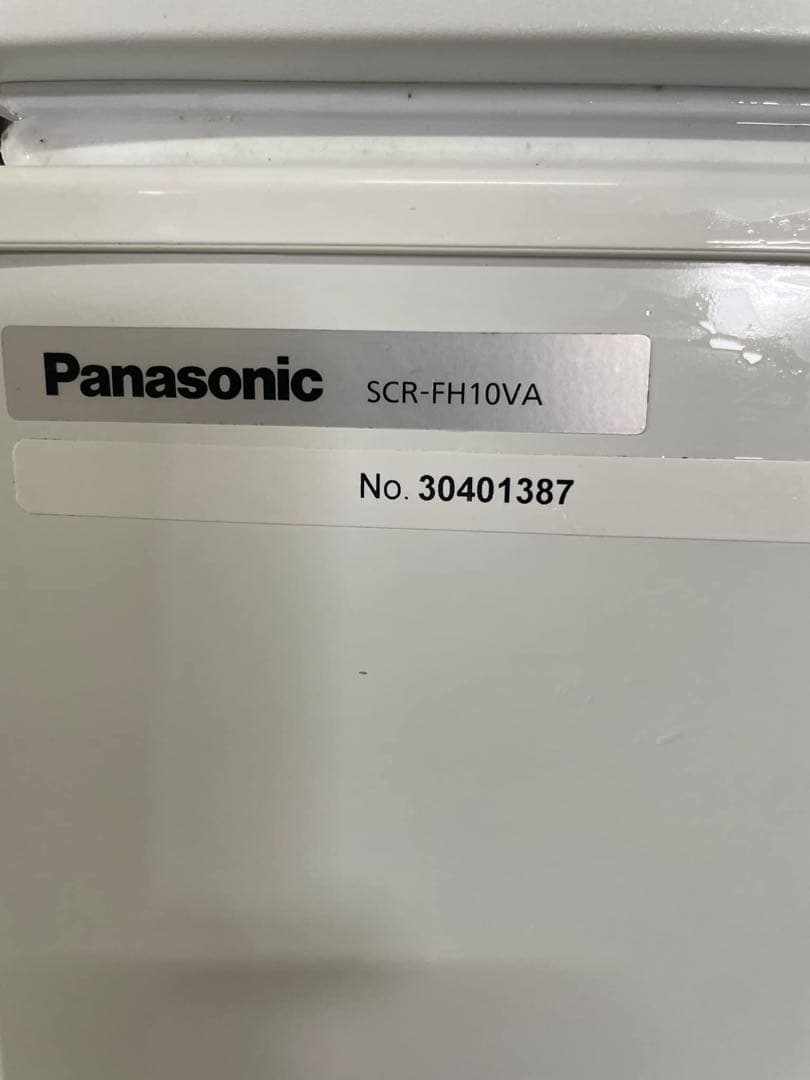 Panasonic SCR-FH10VA
No. 30401387